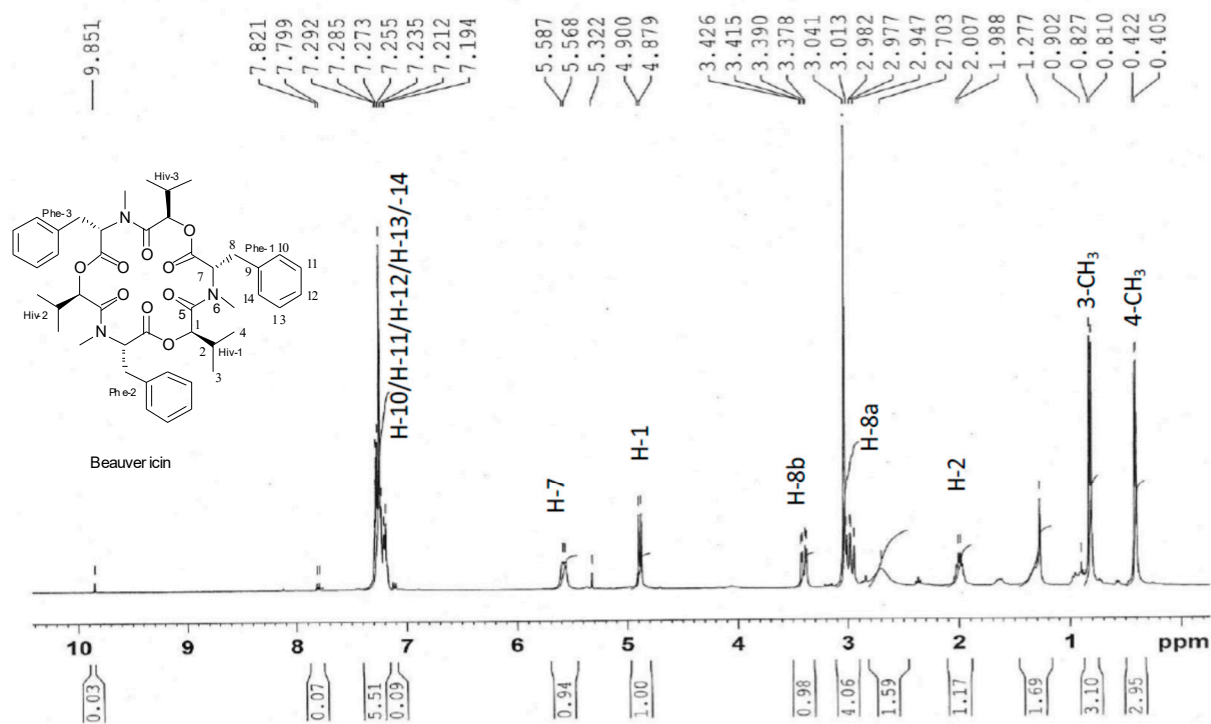 9.851
7.821
7.799
7.292
7.285
7.273
7.255
7.235
7.212
7.194
5.587
5.568
5.322
4.900
4.879
3.426
3.415
3.390
3.378
3.041
3.013
2.982
2.977
2.947
2.703
2.007
1.988
1.277
0.902
0.827
0.810
0.422
0.405
Hiv-3
N
O
O
Phe-3
O
O
8
Phe-1
10
9
11
7
12
13
14
N
6
O
5
O
1
2
Hiv-1
4
3
O
O
Hiv-2
N
O
O
Phe-2
Beauvericin
H-10/H-11/H-12/H-13/-14
H-7
H-1
H-8b
H-8a
H-2
3-CH3
4-CH3
10 9 8 7 6 5 4 3 2 1 ppm
0.03 0.07 5.51 0.09 0.94 1.00 0.98 4.06 1.59 1.17 1.69 3.10 2.95